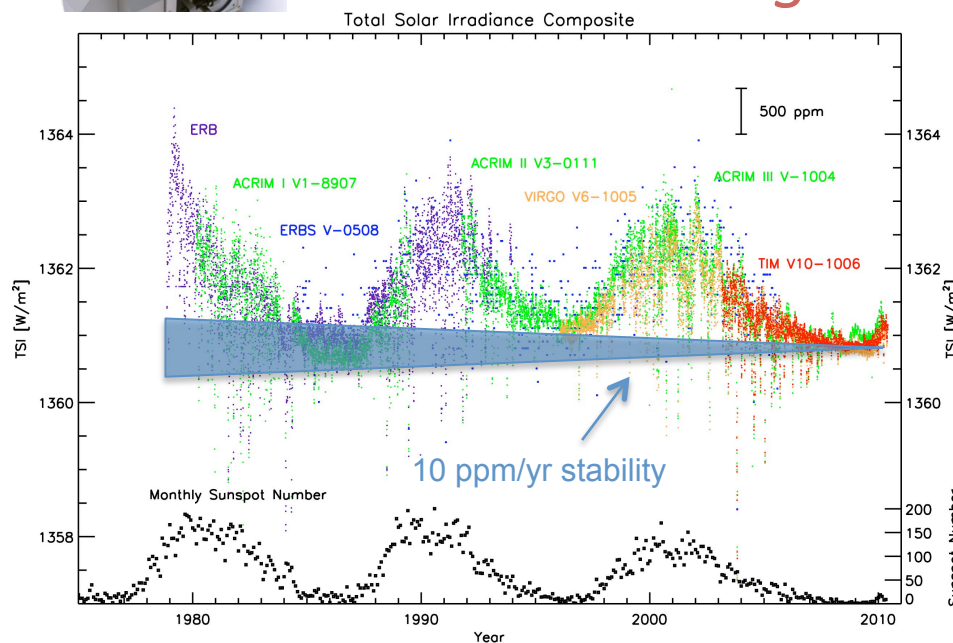 Total Solar Irradiance Composite
500 ppm
ERB
ACRIM I V1-8907
ERBS V-0508
ACRIM II V3-0111
VIRGO V6-1005
ACRIM III V-1004
TIM V10-1006
TSI [W/m²]
1364
1362
1360
1358
1364
1362
1360
TSI [W/m²]
10 ppm/yr stability
Monthly Sunspot Number
200
150
100
50
0
1980
1990
2000
2010
Year